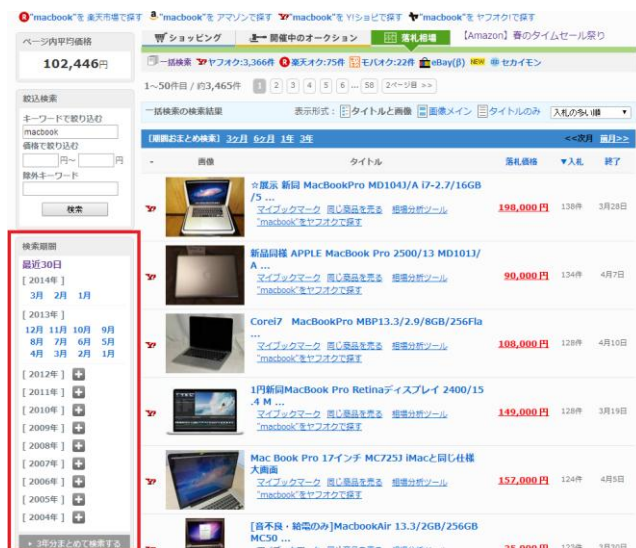 "macbook"を 楽天市場で探す "macbook"を アマゾンで探す "macbook"を Y!ショピで探す "macbook"を ヤフオク!で探す
ページ内平均価格
102,446円
ショッピング 開催中のオークション 落札相場 【Amazon】春のタイムセール祭り
一括検索 ヤフオク:3,366件 楽天オク:75件 モバオク:22件 eBay(β) NEW セカイモン
1～50件目 / 約3,465件 1 2 3 4 5 6 ... 58 2ページ目 >>
一括検索の検索結果 表示形式: タイトルと画像 画像メイン タイトルのみ 入札の多い順
絞込検索
キーワードで絞り込む
macbook
価格で絞り込む
円～ 円
除外キーワード
検索
検索期間
最近30日
[ 2014年 ]
3月 2月 1月
[ 2013年 ]
12月 11月 10月 9月
8月 7月 6月 5月
4月 3月 2月 1月
[ 2012年 ]
[ 2011年 ]
[ 2010年 ]
[ 2009年 ]
[ 2008年 ]
[ 2007年 ]
[ 2006年 ]
[ 2005年 ]
[ 2004年 ]
3年分まとめて検索する
[期間おまとめ検索] 3ヶ月 6ヶ月 1年 3年 <<次月 前月>>
- 画像 タイトル 落札価格 ▼入札 終了
☆展示 新同 MacBookPro MD104J/A i7-2.7/16GB
/5 ...
マイブックマーク 同じ商品を売る 相場分析ツール
"macbook"をヤフオクで探す
198,000円 138件 3月28日
新品同様 APPLE MacBook Pro 2500/13 MD101J/
A ...
マイブックマーク 同じ商品を売る 相場分析ツール
"macbook"をヤフオクで探す
90,000円 134件 4月7日
Corei7 MacBookPro MBP13.3/2.9/8GB/256Fla
...
マイブックマーク 同じ商品を売る 相場分析ツール
"macbook"をヤフオクで探す
108,000円 128件 4月10日
1円新同MacBook Pro Retinaディスプレイ 2400/15
.4 M ...
マイブックマーク 同じ商品を売る 相場分析ツール
"macbook"をヤフオクで探す
149,000円 128件 3月19日
Mac Book Pro 17インチ MC725J iMacと同じ仕様
大画面
マイブックマーク 同じ商品を売る 相場分析ツール
"macbook"をヤフオクで探す
157,000円 124件 4月5日
[音不良・給電のみ]MacbookAir 13.3/2GB/256GB
MC50 ...